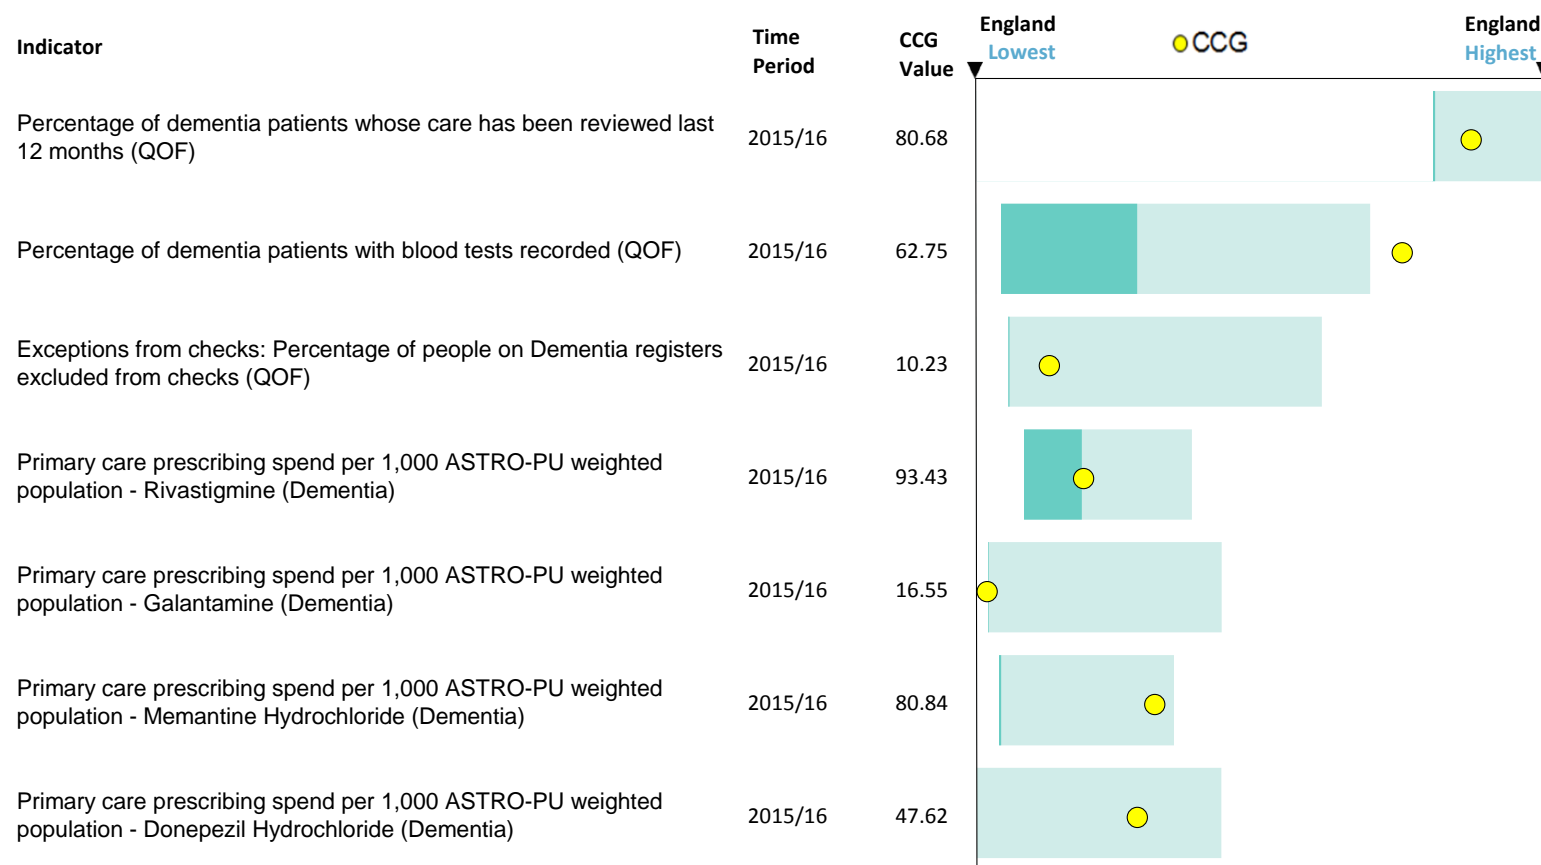 Indicator
Time
Period
CCG
Value
England
Lowest
CCG
England
Highest
Percentage of dementia patients whose care has been reviewed last
12 months (QOF)
2015/16
80.68
Percentage of dementia patients with blood tests recorded (QOF)
2015/16
62.75
Exceptions from checks: Percentage of people on Dementia registers
excluded from checks (QOF)
2015/16
10.23
Primary care prescribing spend per 1,000 ASTRO-PU weighted
population - Rivastigmine (Dementia)
2015/16
93.43
Primary care prescribing spend per 1,000 ASTRO-PU weighted
population - Galantamine (Dementia)
2015/16
16.55
Primary care prescribing spend per 1,000 ASTRO-PU weighted
population - Memantine Hydrochloride (Dementia)
2015/16
80.84
Primary care prescribing spend per 1,000 ASTRO-PU weighted
population - Donepezil Hydrochloride (Dementia)
2015/16
47.62